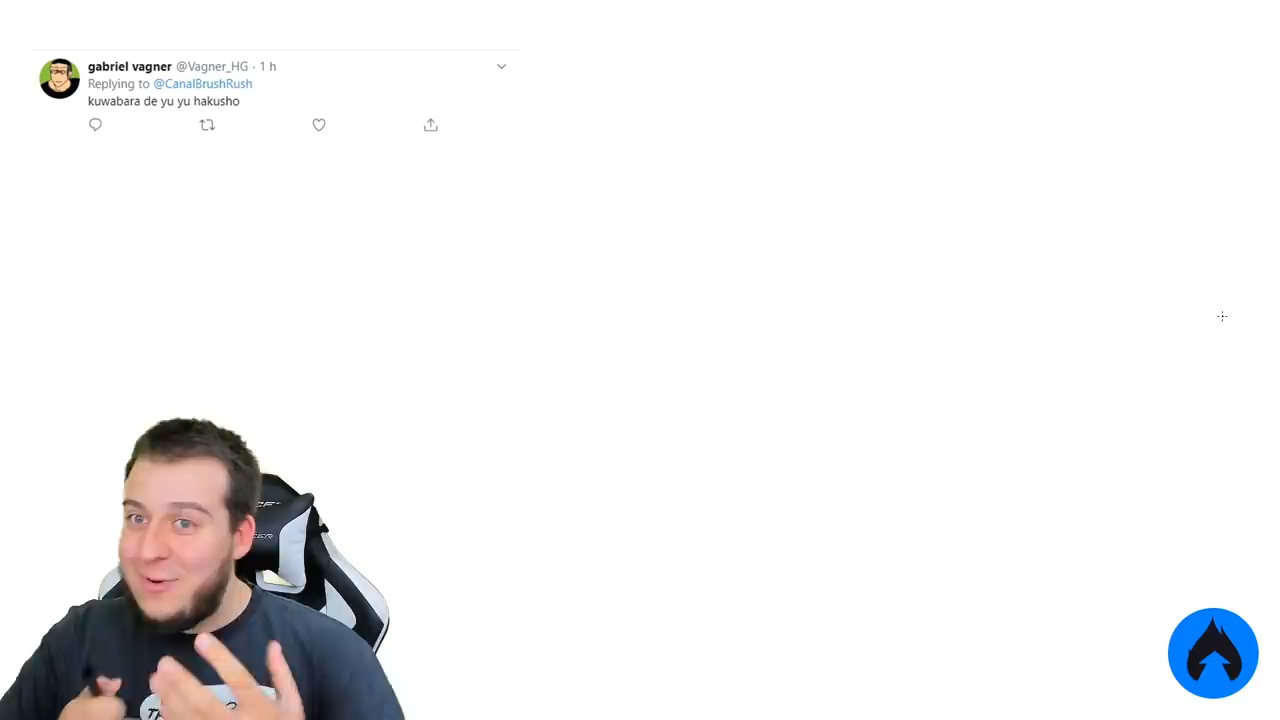 gabriel vagner @Vagner_HG · 1 h
Replying to @CanalBrushRush
kuwabara de yu yu hakusho